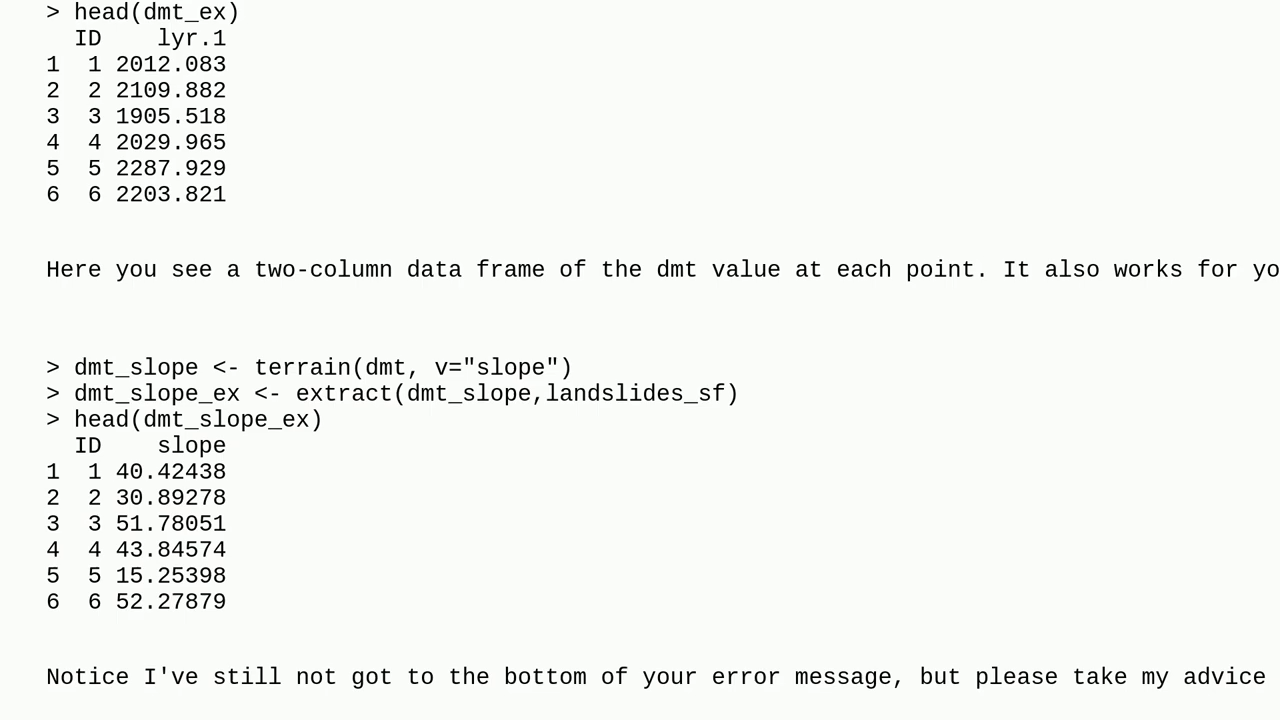 > head(dmt_ex)
ID lyr.1
1 1 2012.083
2 2 2109.882
3 3 1905.518
4 4 2029.965
5 5 2287.929
6 6 2203.821
Here you see a two-column data frame of the dmt value at each point. It also works for yo
> dmt_slope <- terrain(dmt, v="slope")
> dmt_slope_ex <- extract(dmt_slope,landslides_sf)
> head(dmt_slope_ex)
ID slope
1 1 40.42438
2 2 30.89278
3 3 51.78051
4 4 43.84574
5 5 15.25398
6 6 52.27879
Notice I've still not got to the bottom of your error message, but please take my advice